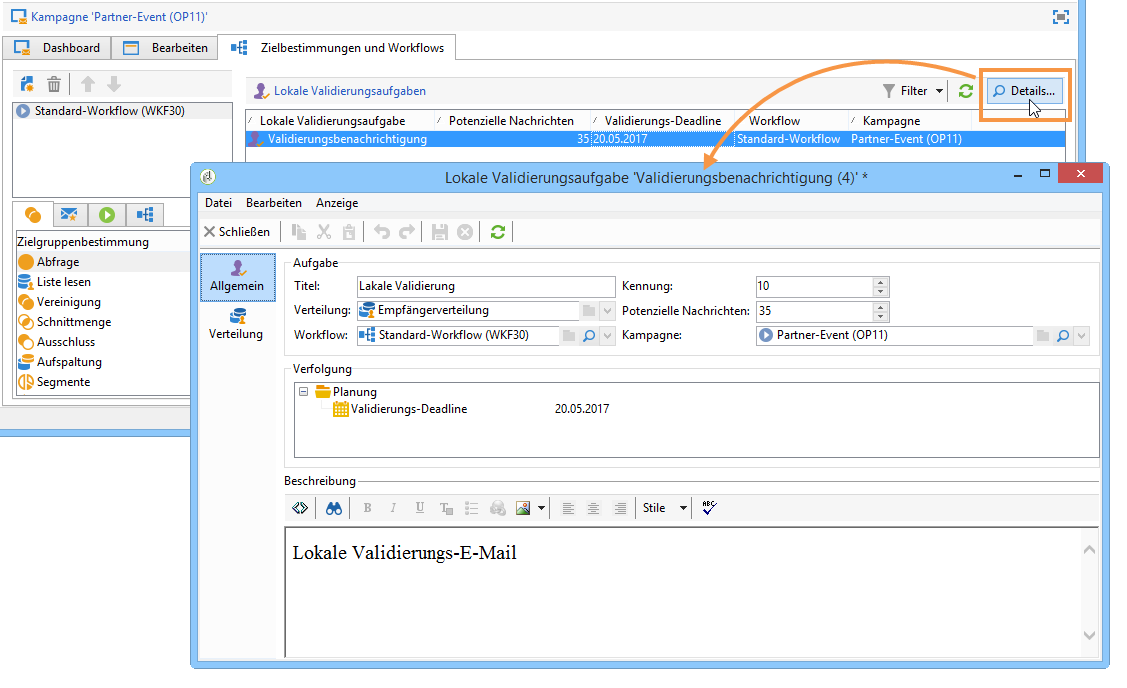 Kampagne 'Partner-Event (OP11)'
Dashboard Bearbeiten Zielbestimmungen und Workflows
Lokale Validierungsaufgaben Filter Details...
Standard-Workflow (WKF30)
Lokale Validierungsaufgabe Potenzielle Nachrichten Validierungs-Deadline Workflow Kampagne
Validierungsbenachrichtigung 35 20.05.2017 Standard-Workflow Partner-Event (OP11)
Lokale Validierungsaufgabe 'Validierungsbenachrichtigung (4)' *
Datei Bearbeiten Anzeige
Schließen
Zielgruppenbestimmung
Abfrage
Liste lesen
Vereinigung
Schnittmenge
Ausschluss
Aufspaltung
Segmente
Allgemein
Verteilung
Aufgabe
Titel: Lakale Validierung Kennung: 10
Verteilung: Empfängerverteilung Potenzielle Nachrichten: 35
Workflow: Standard-Workflow (WKF30) Kampagne: Partner-Event (OP11)
Verfolgung
Planung
Validierungs-Deadline 20.05.2017
Beschreibung
B I U Stile ABC
Lokale Validierungs-E-Mail